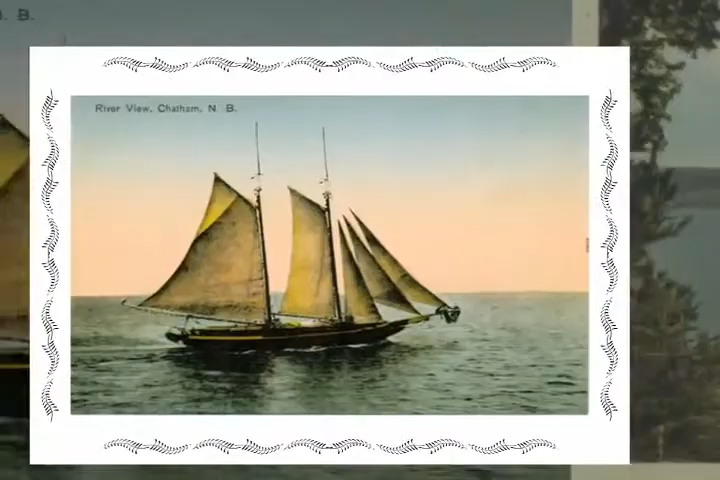 . B.
River View, Chatham, N. B.